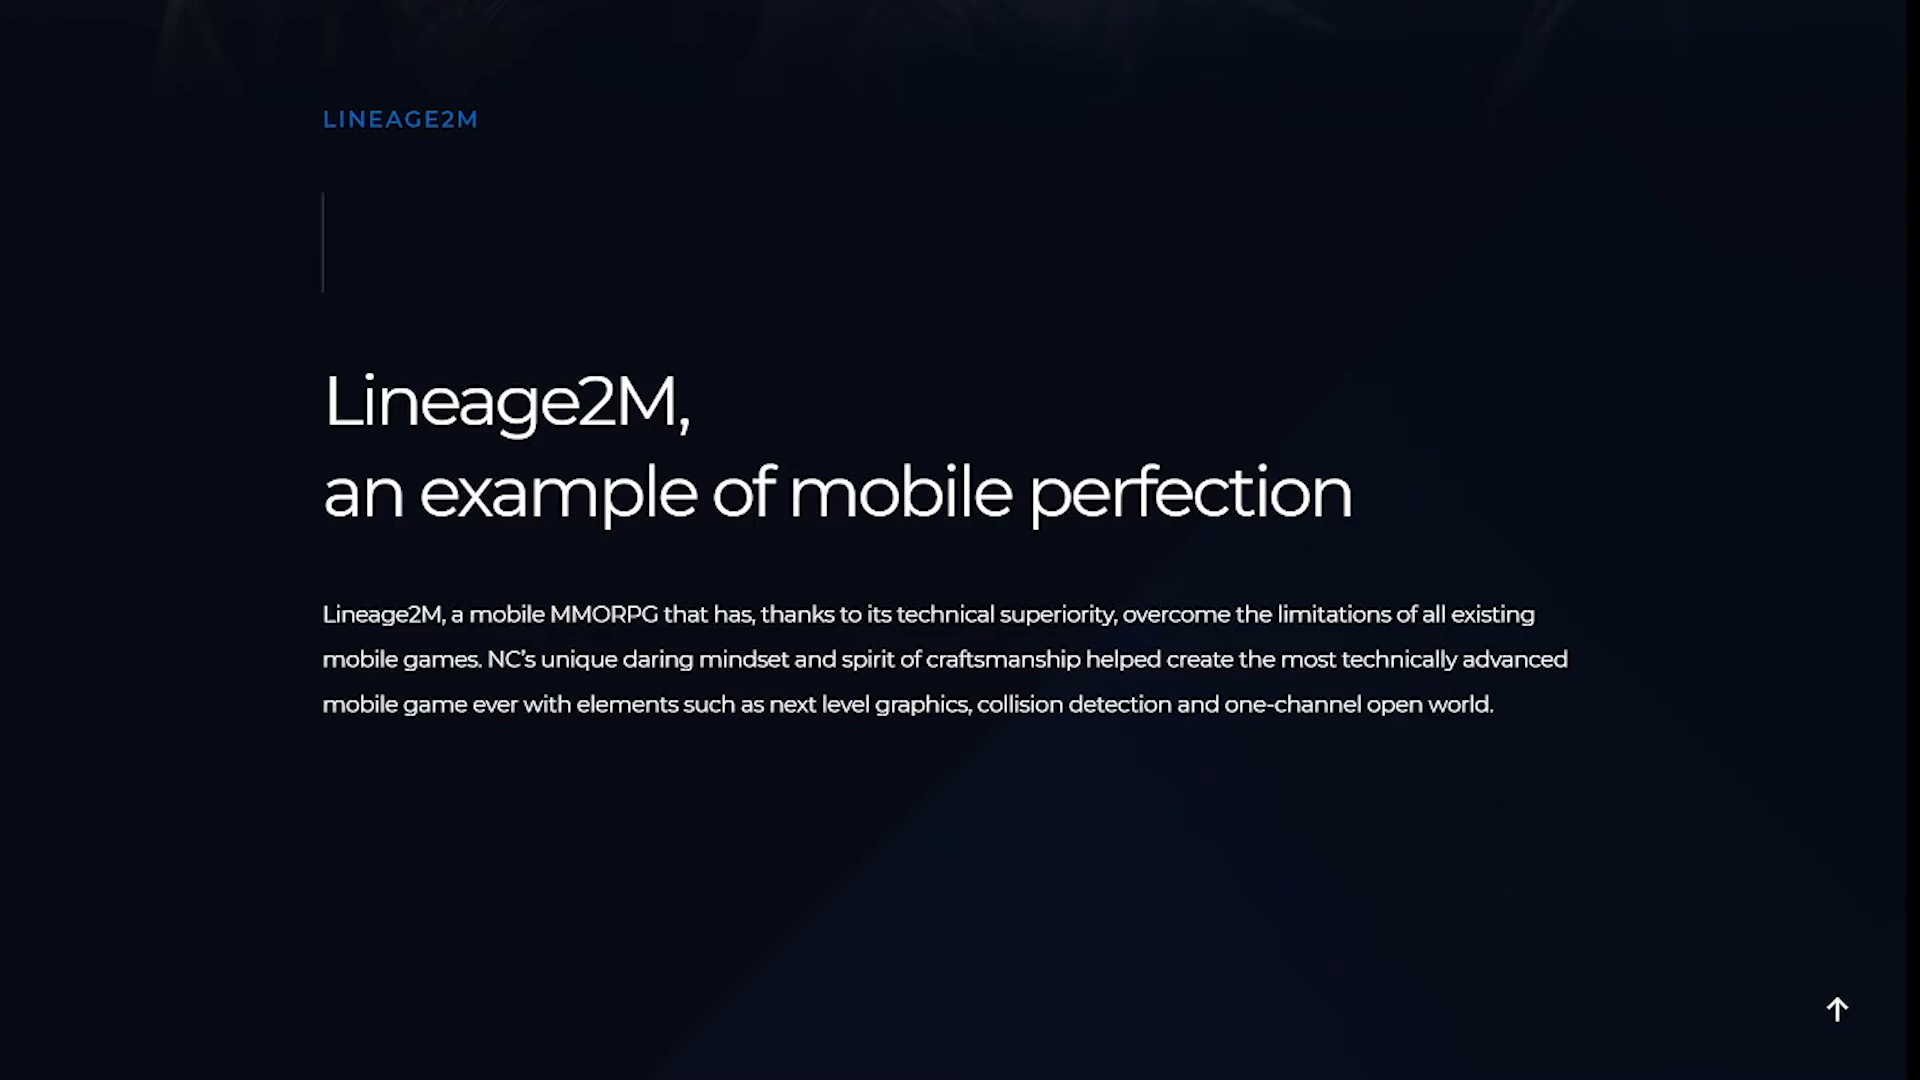 LINEAGE2M
Lineage2M,
an example of mobile perfection
Lineage2M, a mobile MMORPG that has, thanks to its technical superiority, overcome the limitations of all existing
mobile games. NC’s unique daring mindset and spirit of craftsmanship helped create the most technically advanced
mobile game ever with elements such as next level graphics, collision detection and one-channel open world.